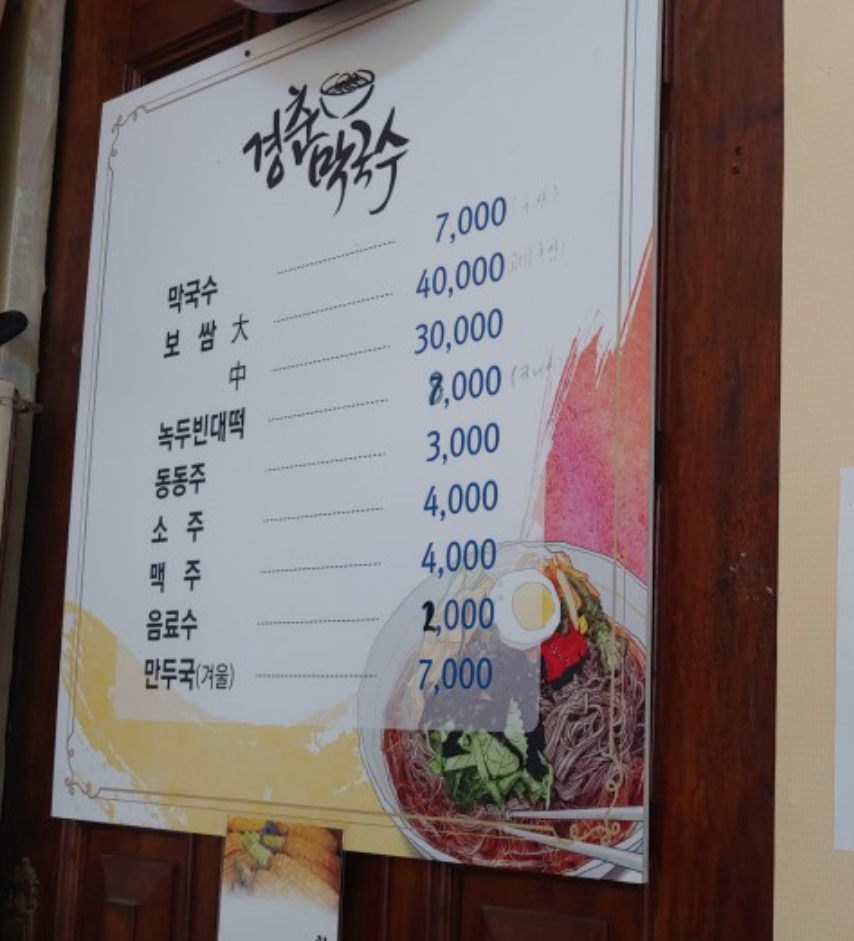 경춘
막국수
막국수 7,000
보 쌈 大 40,000
中 30,000
녹두빈대떡 8,000
동동주 3,000
소 주 4,000
맥 주 4,000
음료수 2,000
만두국(겨울) 7,000